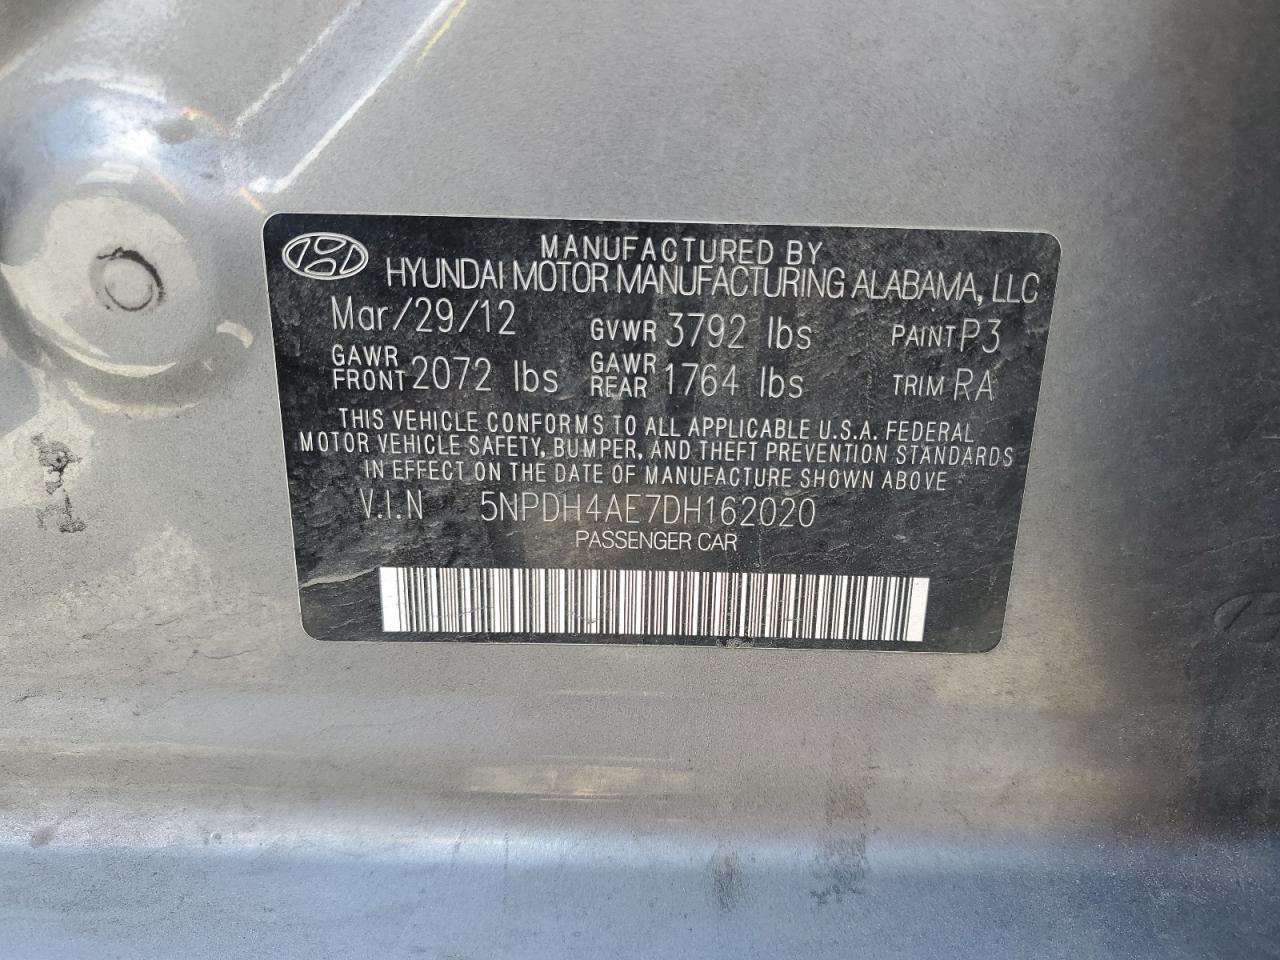 MANUFACTURED BY
HYUNDAI MOTOR MANUFACTURING ALABAMA, LLC
Mar/29/12 GVWR 3792 lbs PAINT P3
GAWR FRONT 2072 lbs GAWR REAR 1764 lbs TRIM RA
THIS VEHICLE CONFORMS TO ALL APPLICABLE U.S.A. FEDERAL
MOTOR VEHICLE SAFETY, BUMPER, AND THEFT PREVENTION STANDARDS
IN EFFECT ON THE DATE OF MANUFACTURE SHOWN ABOVE
V.I.N 5NPDH4AE7DH162020
PASSENGER CAR